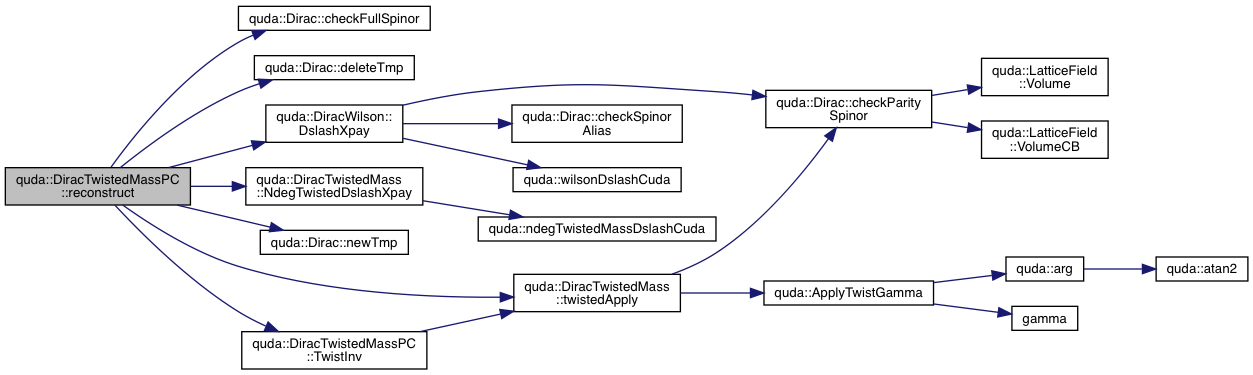 quda::DiracTwistedMassPC
::reconstruct
quda::Dirac::checkFullSpinor
quda::Dirac::deleteTmp
quda::DiracWilson::
DslashXpay
quda::DiracTwistedMass
::NdegTwistedDslashXpay
quda::Dirac::newTmp
quda::DiracTwistedMassPC
::TwistInv
quda::Dirac::checkSpinor
Alias
quda::wilsonDslashCuda
quda::ndegTwistedMassDslashCuda
quda::DiracTwistedMass
::twistedApply
quda::Dirac::checkParity
Spinor
quda::ApplyTwistGamma
quda::LatticeField
::Volume
quda::LatticeField
::VolumeCB
quda::arg
gamma
quda::atan2